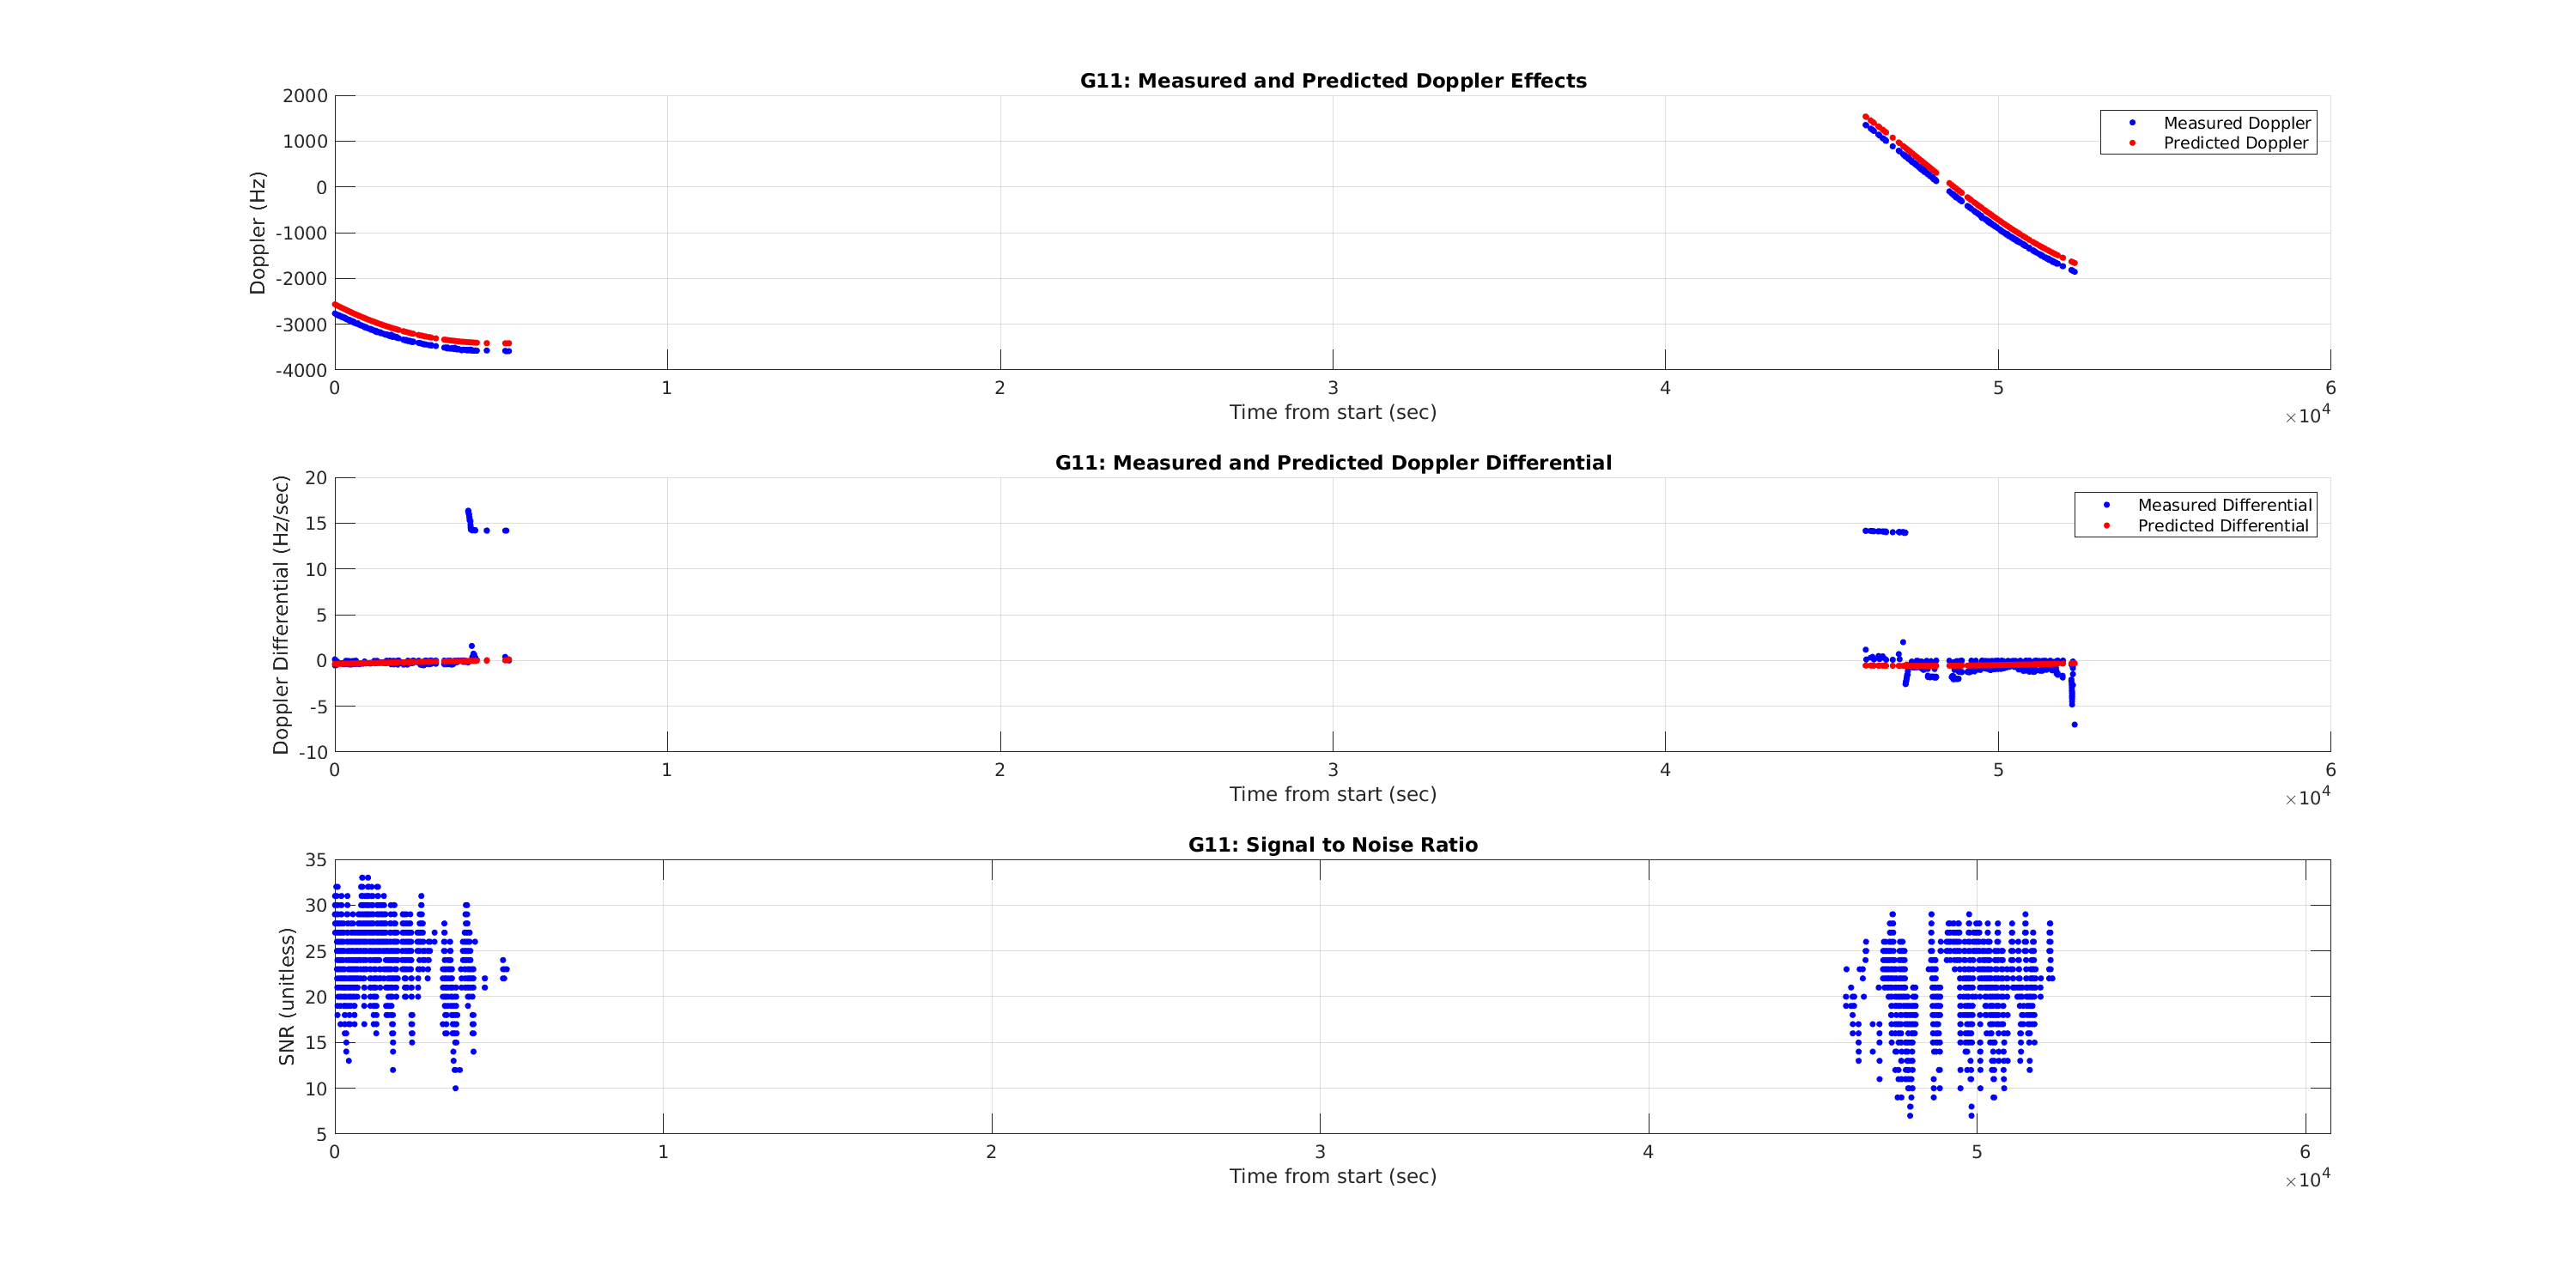 G11: Measured and Predicted Doppler Effects
2000
1000
0
-1000
-2000
-3000
-4000
Doppler (Hz)
Measured Doppler
Predicted Doppler
0 1 2 3 4 5 6
Time from start (sec)
×10^4
G11: Measured and Predicted Doppler Differential
20
15
10
5
0
-5
-10
Doppler Differential (Hz/sec)
Measured Differential
Predicted Differential
0 1 2 3 4 5 6
Time from start (sec)
×10^4
G11: Signal to Noise Ratio
35
30
25
20
15
10
5
SNR (unitless)
0 1 2 3 4 5 6
Time from start (sec)
×10^4